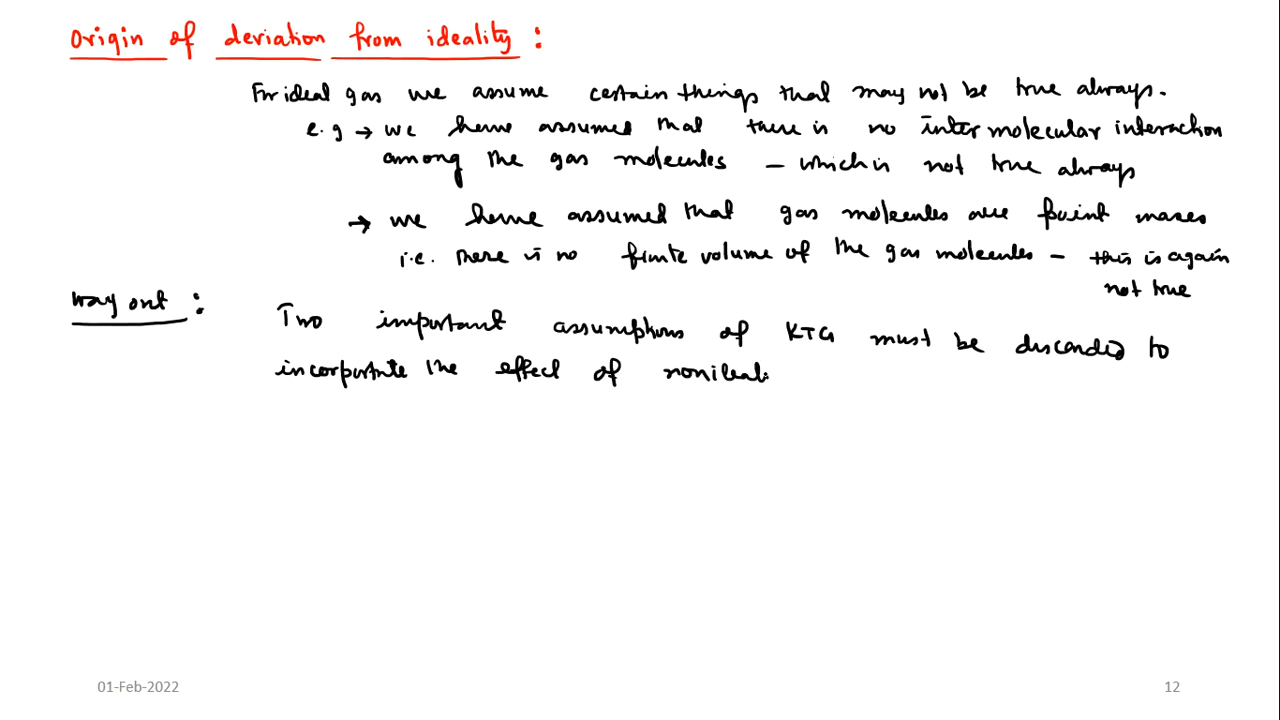 Origin of deviation from ideality :
For ideal gas we assume certain things that may not be true always.
e.g → we have assumed that there is no inter molecular interaction
among the gas molecules – which is not true always
→ we have assumed that gas molecules are point masses
i.e. there is no finite volume of the gas molecules – this is again
not true
Way out :
Two important assumptions of KTG must be discarded to
incorporate the effect of nonideali
01-Feb-2022
12